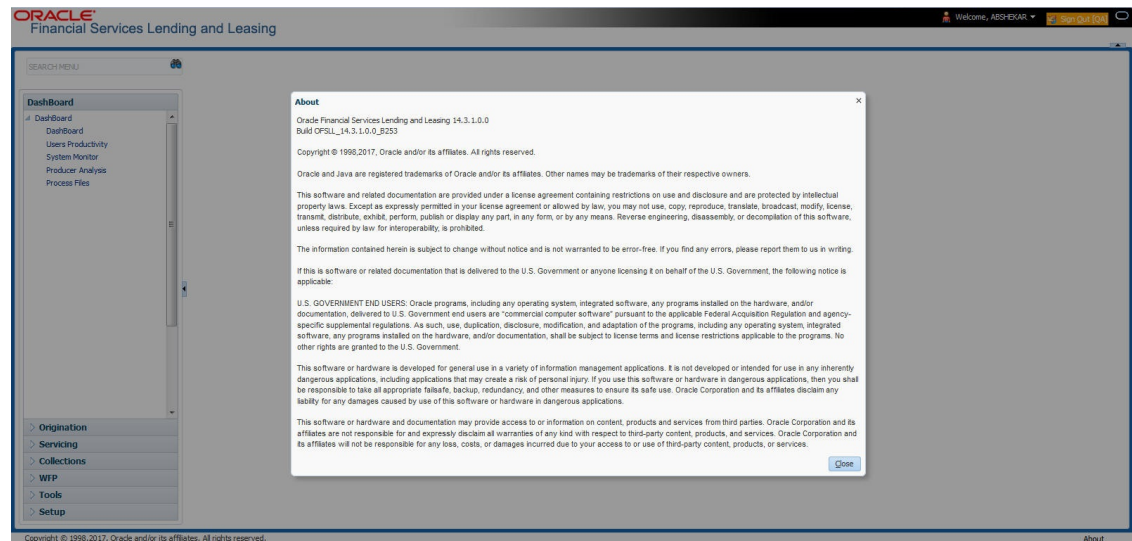 ORACLE
Financial Services Lending and Leasing
Welcome, ABSHEKAR
Sign Out [QA]
SEARCH MENU
DashBoard
DashBoard
DashBoard
Users Productivity
System Monitor
Producer Analysis
Process Files
Origination
Servicing
Collections
WFP
Tools
Setup
About
Oracle Financial Services Lending and Leasing 14.3.1.0.0
Build OFSLL_14.3.1.0.0_B253
Copyright © 1998,2017, Oracle and/or its affiliates. All rights reserved.
Oracle and Java are registered trademarks of Oracle and/or its affiliates. Other names may be trademarks of their respective owners.
This software and related documentation are provided under a license agreement containing restrictions on use and disclosure and are protected by intellectual
property laws. Except as expressly permitted in your license agreement or allowed by law, you may not use, copy, reproduce, translate, broadcast, modify, license,
transmit, distribute, exhibit, perform, publish or display any part, in any form, or by any means. Reverse engineering, disassembly, or decompilation of this software,
unless required by law for interoperability, is prohibited.
The information contained herein is subject to change without notice and is not warranted to be error-free. If you find any errors, please report them to us in writing.
If this is software or related documentation that is delivered to the U.S. Government or anyone licensing it on behalf of the U.S. Government, the following notice is
applicable:
U.S. GOVERNMENT END USERS: Oracle programs, including any operating system, integrated software, any programs installed on the hardware, and/or
documentation, delivered to U.S. Government end users are "commercial computer software" pursuant to the applicable Federal Acquisition Regulation and agency-
specific supplemental regulations. As such, use, duplication, disclosure, modification, and adaptation of the programs, including any operating system, integrated
software, any programs installed on the hardware, and/or documentation, shall be subject to license terms and license restrictions applicable to the programs. No
other rights are granted to the U.S. Government.
This software or hardware is developed for general use in a variety of information management applications. It is not developed or intended for use in any inherently
dangerous applications, including applications that may create a risk of personal injury. If you use this software or hardware in dangerous applications, then you shall
be responsible to take all appropriate failsafe, backup, redundancy, and other measures to ensure its safe use. Oracle Corporation and its affiliates disclaim any
liability for any damages caused by use of this software or hardware in dangerous applications.
This software or hardware and documentation may provide access to or information on content, products and services from third parties. Oracle Corporation and its
affiliates are not responsible for and expressly disclaim all warranties of any kind with respect to third-party content, products, and services. Oracle Corporation and
its affiliates will not be responsible for any loss, costs, or damages incurred due to your access to or use of third-party content, products, or services.
Close
Copyright © 1998,2017, Oracle and/or its affiliates. All rights reserved.
About